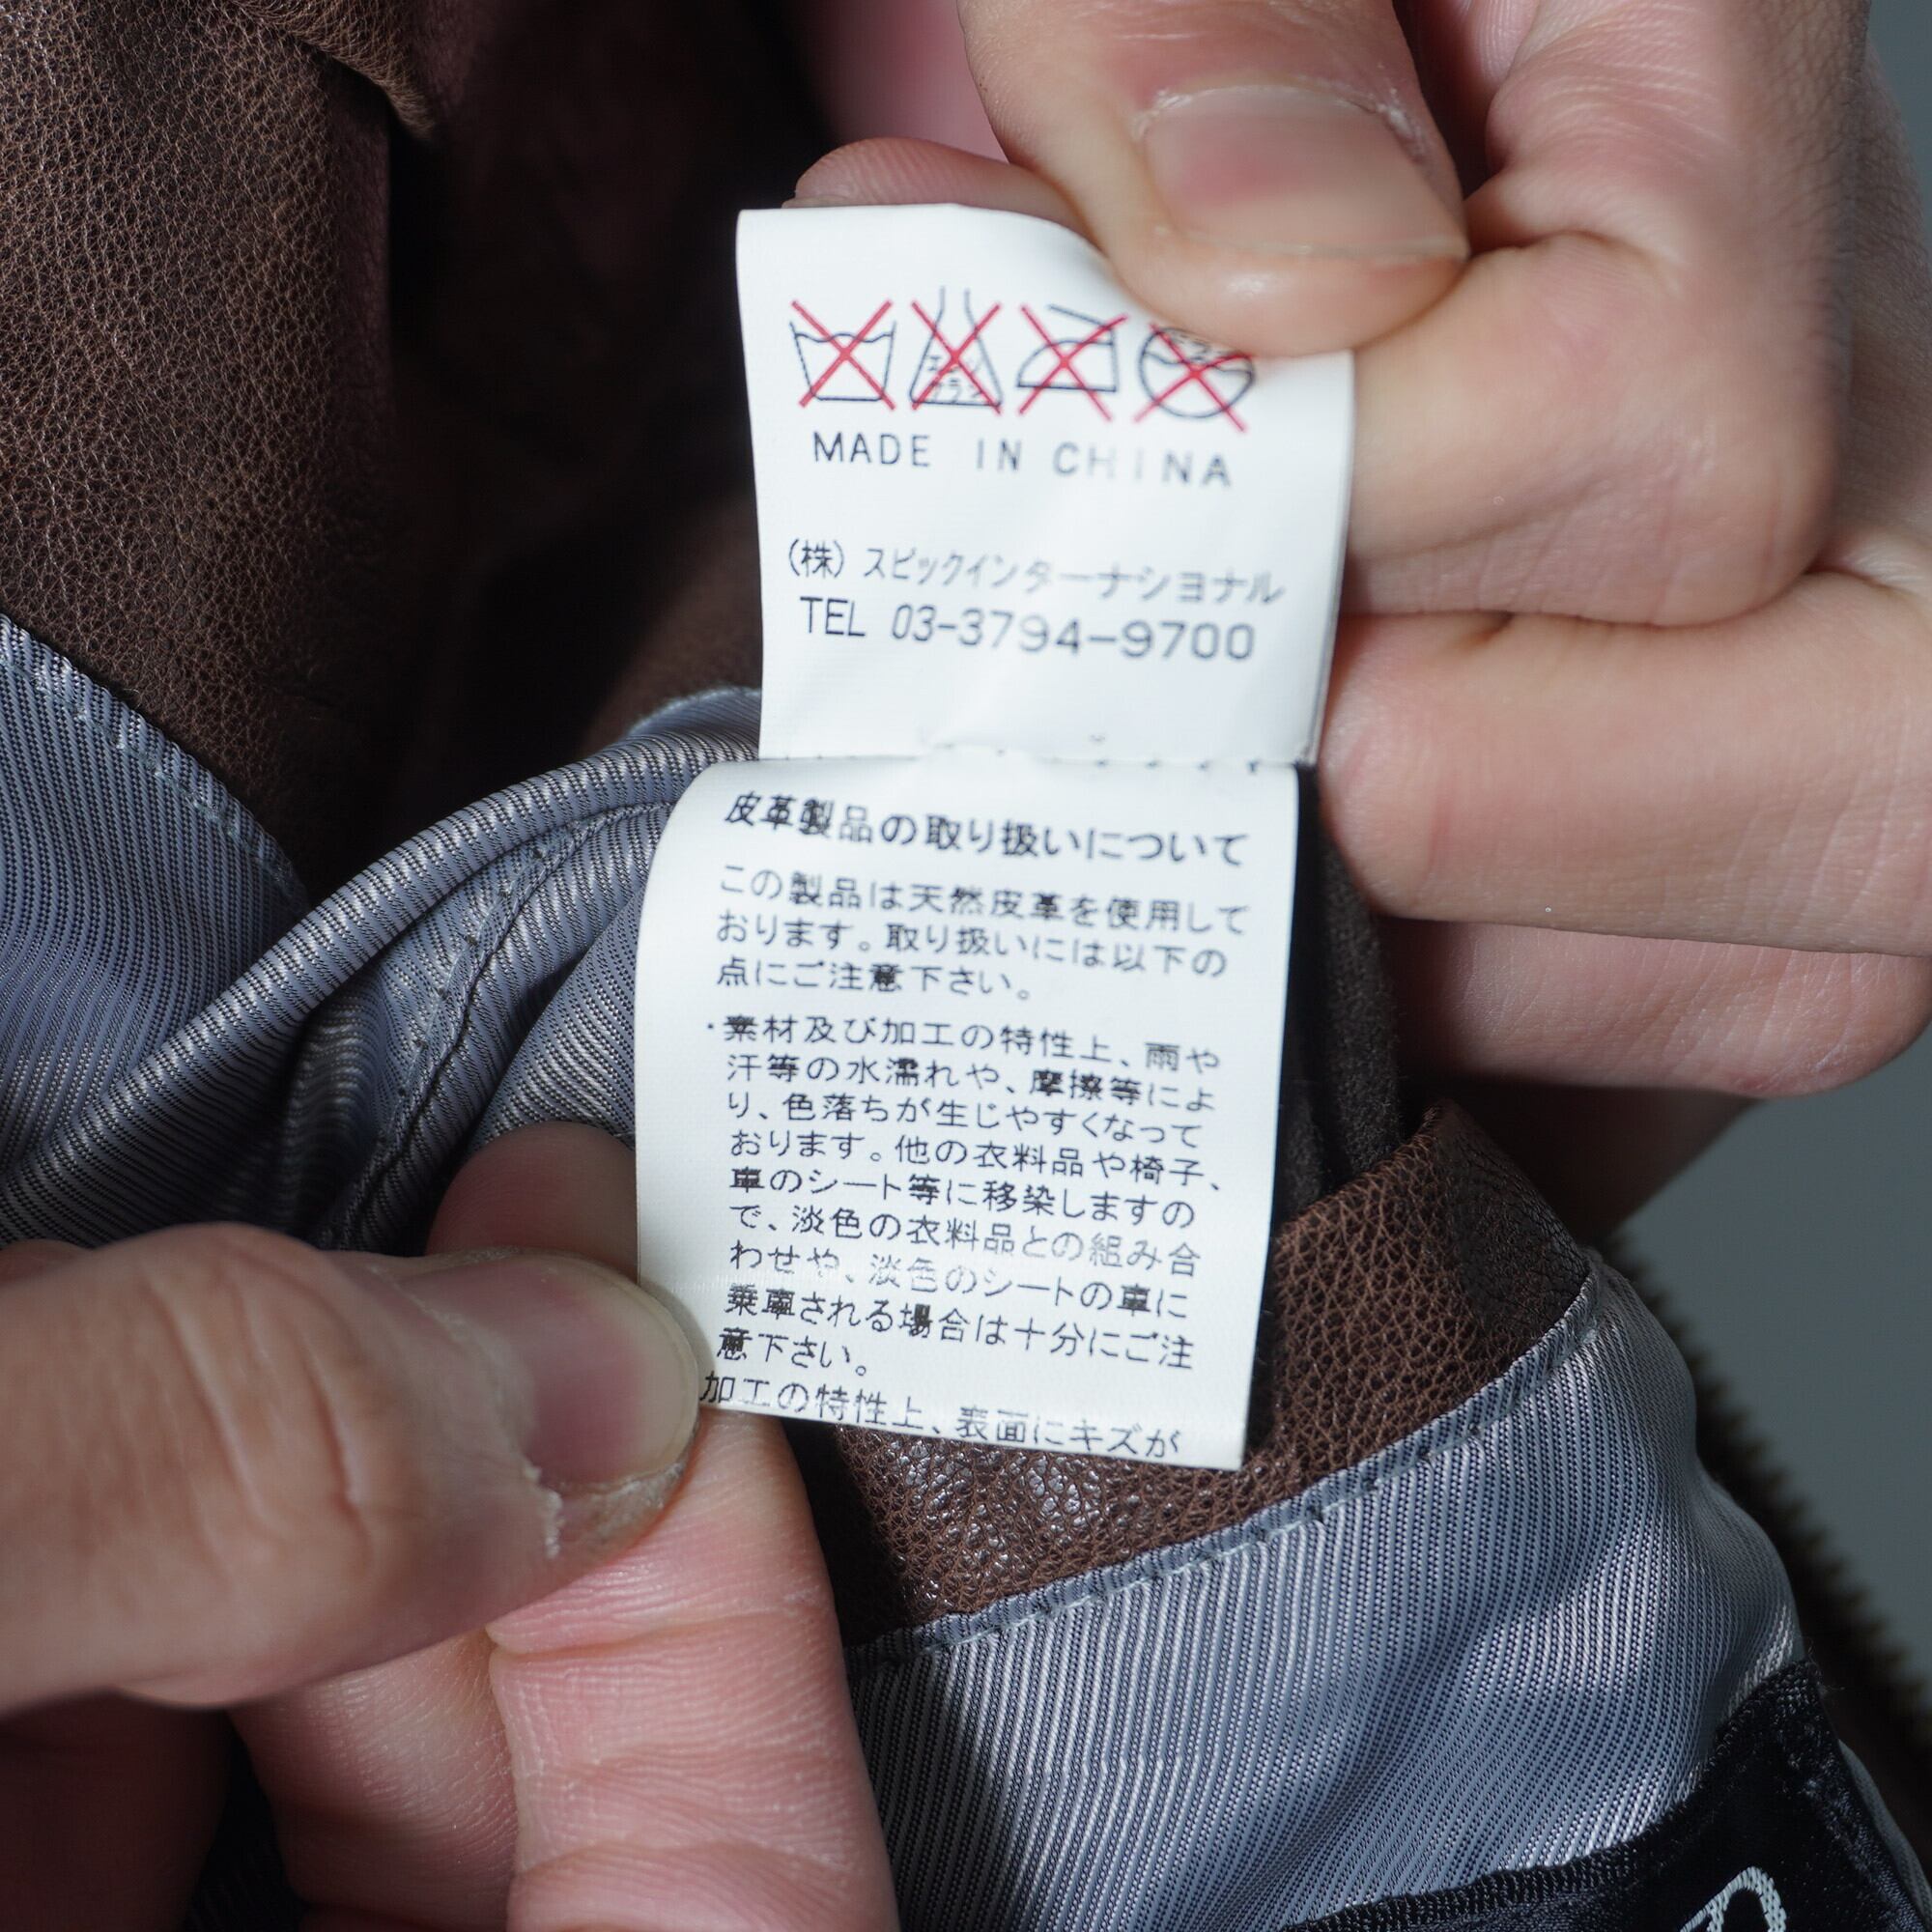 エンソ
サラシ
MADE IN CHINA
(株) スピックインターナショナル
TEL 03-3794-9700
皮革製品の取り扱いについて
この製品は天然皮革を使用して
おります。取り扱いには以下の
点にご注意下さい。
・素材及び加工の特性上、雨や
汗等の水濡れや、摩擦等によ
り、色落ちが生じやすくなって
おります。他の衣料品や椅子、
車のシート等に移染しますの
で、淡色の衣料品との組み合
わせや、淡色のシートの車に
乗車される場合は十分にご注
意下さい。
加工の特性上、表面にキズが